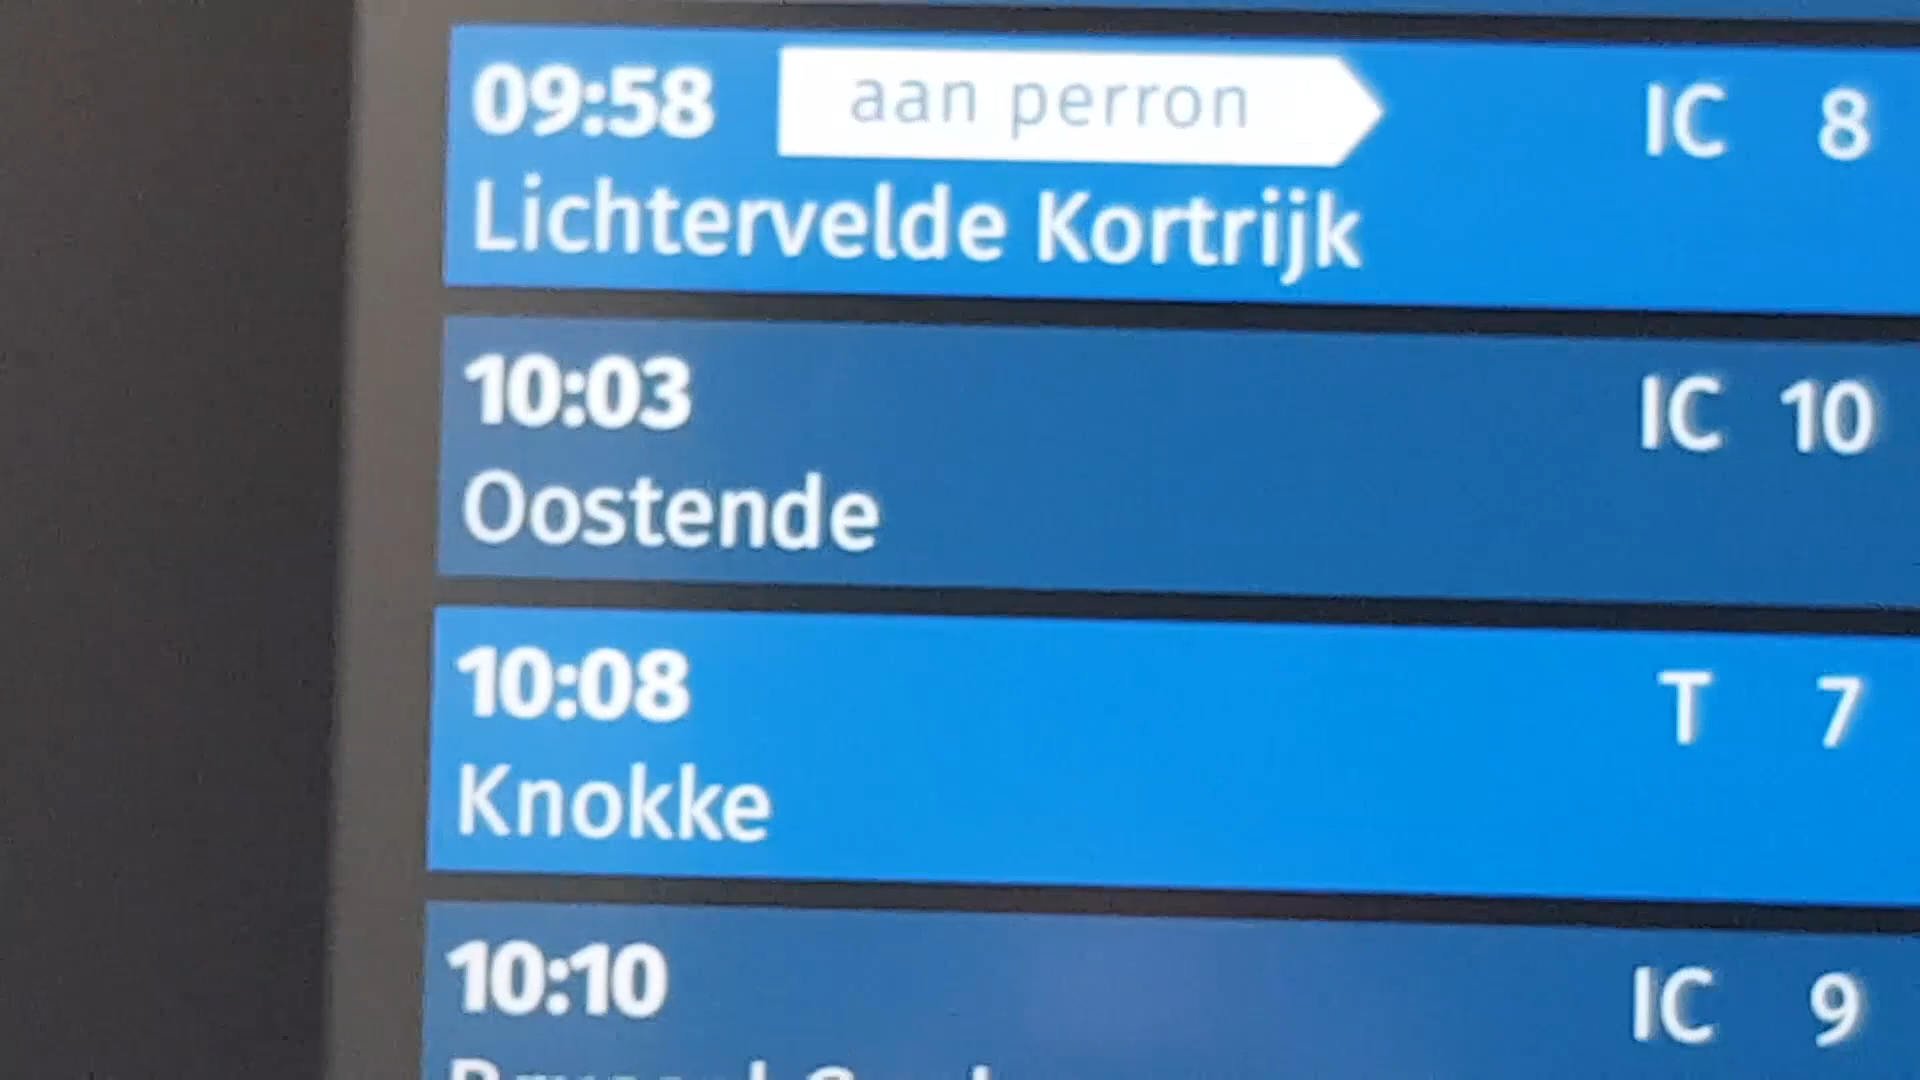 09:58 aan perron IC 8
Lichtervelde Kortrijk
10:03 IC 10
Oostende
10:08 T 7
Knokke
10:10 IC 9